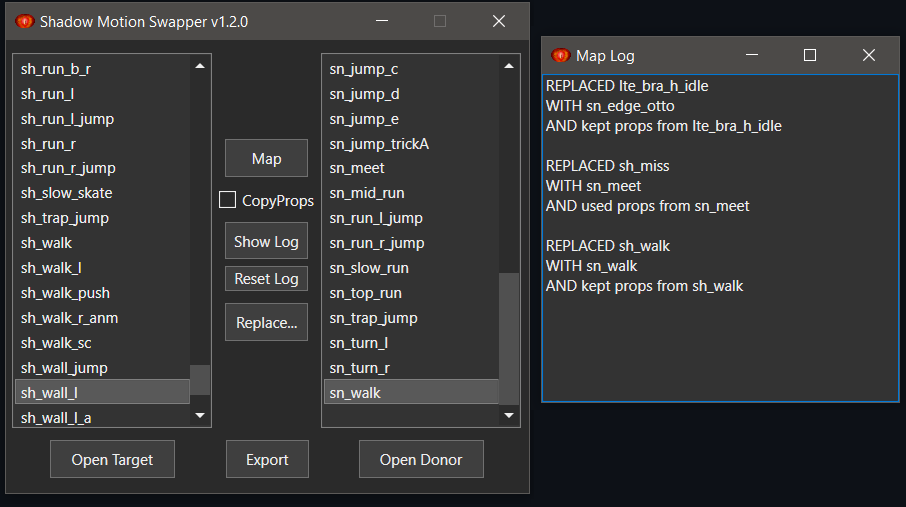 Shadow Motion Swapper v1.2.0
sh_run_b_r
sh_run_l
sh_run_l_jump
sh_run_r
sh_run_r_jump
sh_slow_skate
sh_trap_jump
sh_walk
sh_walk_l
sh_walk_push
sh_walk_r_anm
sh_walk_sc
sh_wall_jump
sh_wall_l
sh_wall_l_a
Map
CopyProps
Show Log
Reset Log
Replace...
sn_jump_c
sn_jump_d
sn_jump_e
sn_jump_trickA
sn_meet
sn_mid_run
sn_run_l_jump
sn_run_r_jump
sn_slow_run
sn_top_run
sn_trap_jump
sn_turn_l
sn_turn_r
sn_walk
Open Target
Export
Open Donor
Map Log
REPLACED lte_bra_h_idle
WITH sn_edge_otto
AND kept props from lte_bra_h_idle
REPLACED sh_miss
WITH sn_meet
AND used props from sn_meet
REPLACED sh_walk
WITH sn_walk
AND kept props from sh_walk